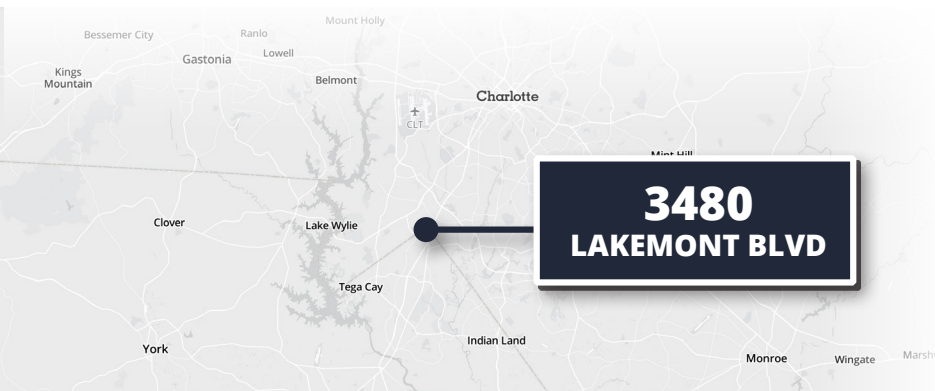 Mount Holly
Bessemer City
Ranlo
Lowell
Gastonia
Kings
Mountain
Belmont
Charlotte
CLT
Mint Hill
3480
LAKEMONT BLVD
Clover
Lake Wylie
Tega Cay
Indian Land
York
Monroe
Wingate